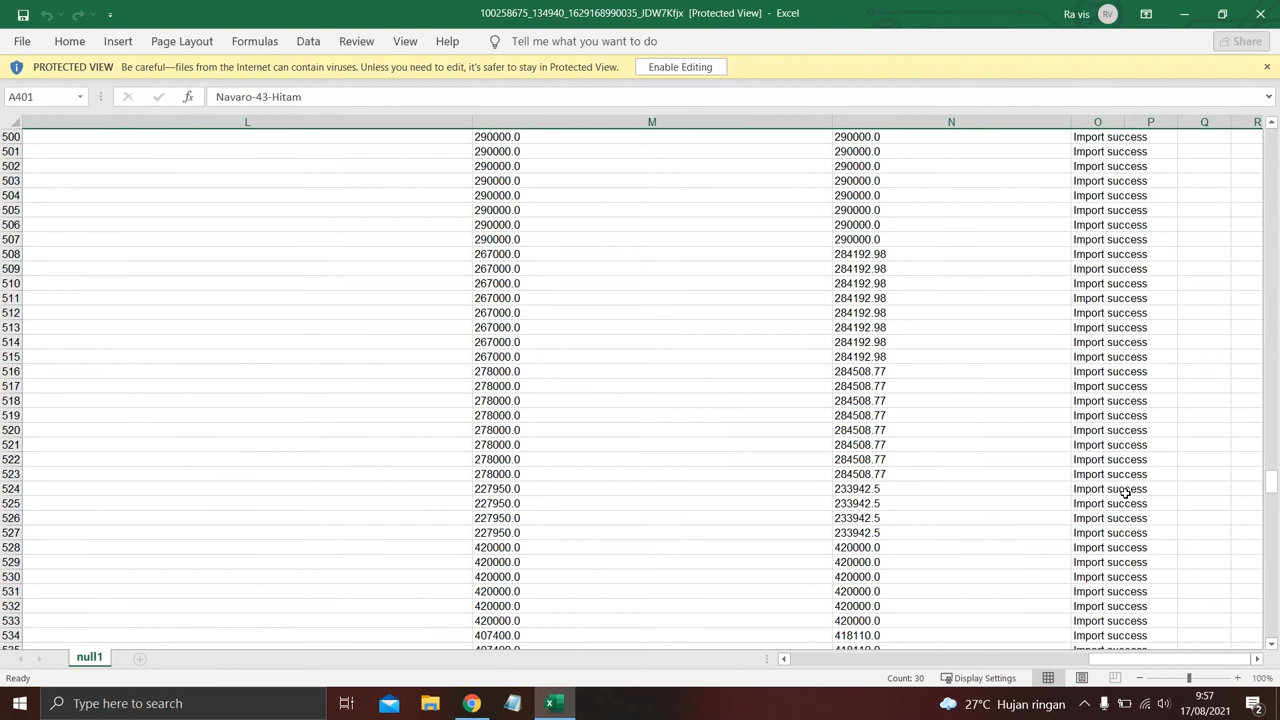 100258675_134940_1629168990035_JDW7Kfjx [Protected View] - Excel
Ra vis RV
File Home Insert Page Layout Formulas Data Review View Help Tell me what you want to do Share
PROTECTED VIEW Be careful—files from the Internet can contain viruses. Unless you need to edit, it's safer to stay in Protected View. Enable Editing
A401 fx Navaro-43-Hitam
L M N O P Q R
500 290000.0 290000.0 Import success
501 290000.0 290000.0 Import success
502 290000.0 290000.0 Import success
503 290000.0 290000.0 Import success
504 290000.0 290000.0 Import success
505 290000.0 290000.0 Import success
506 290000.0 290000.0 Import success
507 290000.0 290000.0 Import success
508 267000.0 284192.98 Import success
509 267000.0 284192.98 Import success
510 267000.0 284192.98 Import success
511 267000.0 284192.98 Import success
512 267000.0 284192.98 Import success
513 267000.0 284192.98 Import success
514 267000.0 284192.98 Import success
515 267000.0 284192.98 Import success
516 278000.0 284508.77 Import success
517 278000.0 284508.77 Import success
518 278000.0 284508.77 Import success
519 278000.0 284508.77 Import success
520 278000.0 284508.77 Import success
521 278000.0 284508.77 Import success
522 278000.0 284508.77 Import success
523 278000.0 284508.77 Import success
524 227950.0 233942.5 Import success
525 227950.0 233942.5 Import success
526 227950.0 233942.5 Import success
527 227950.0 233942.5 Import success
528 420000.0 420000.0 Import success
529 420000.0 420000.0 Import success
530 420000.0 420000.0 Import success
531 420000.0 420000.0 Import success
532 420000.0 420000.0 Import success
533 420000.0 420000.0 Import success
534 407400.0 418110.0 Import success
null1
Ready Count: 30 Display Settings 100%
Type here to search 27°C Hujan ringan 9:57
17/08/2021 2